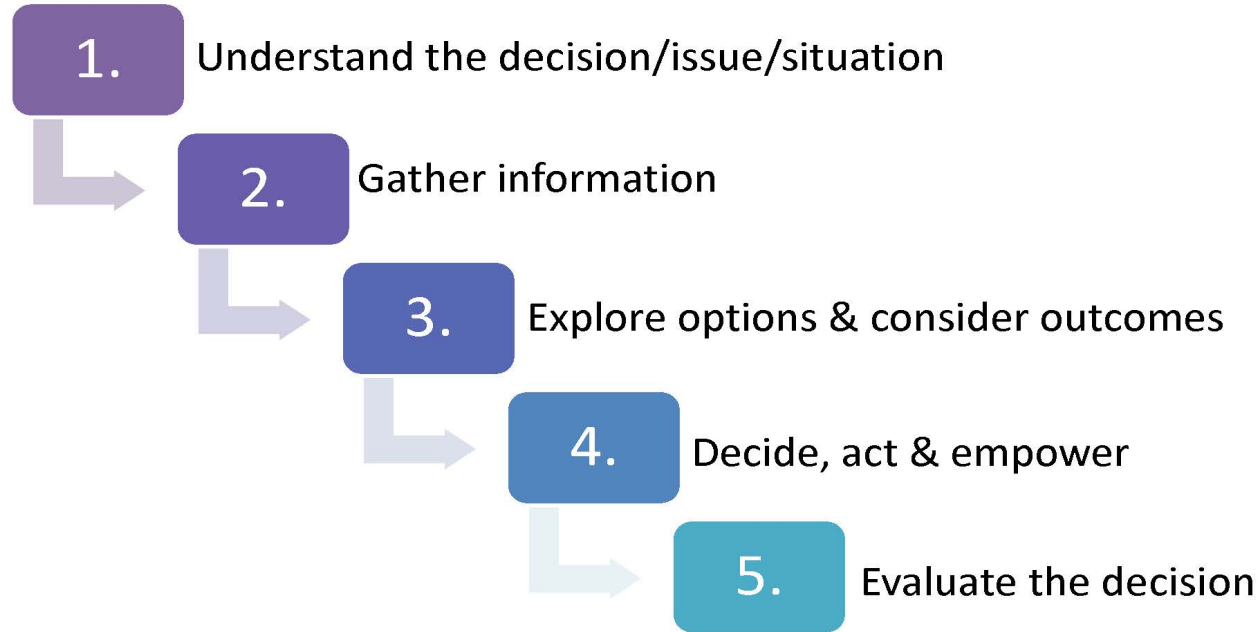 1. Understand the decision/issue/situation
2. Gather information
3. Explore options & consider outcomes
4. Decide, act & empower
5. Evaluate the decision